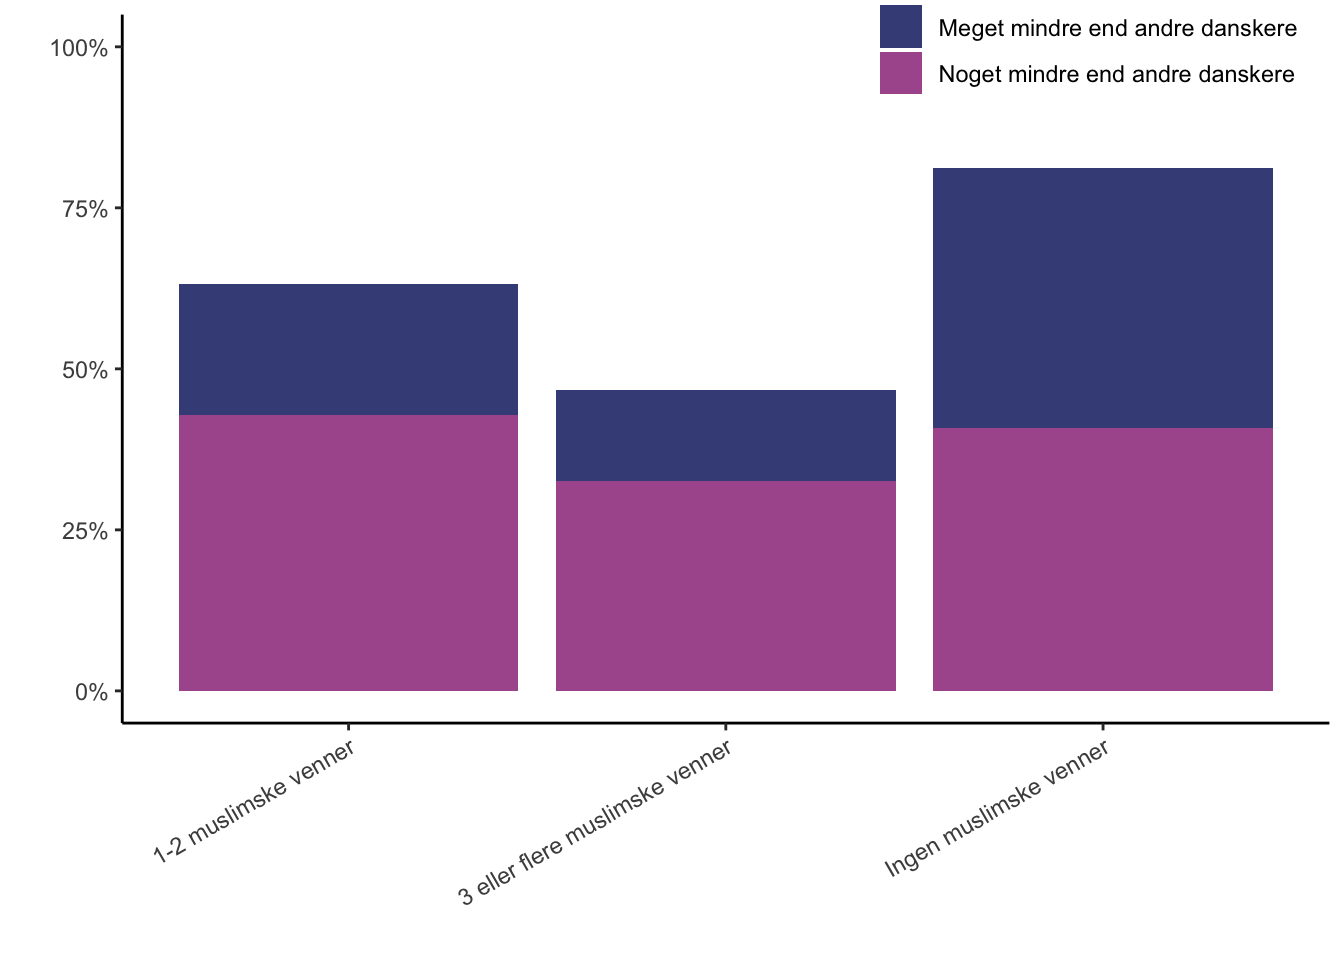 Meget mindre end andre danskere
Noget mindre end andre danskere
100%
75%
50%
25%
0%
1-2 muslimske venner
3 eller flere muslimske venner
Ingen muslimske venner